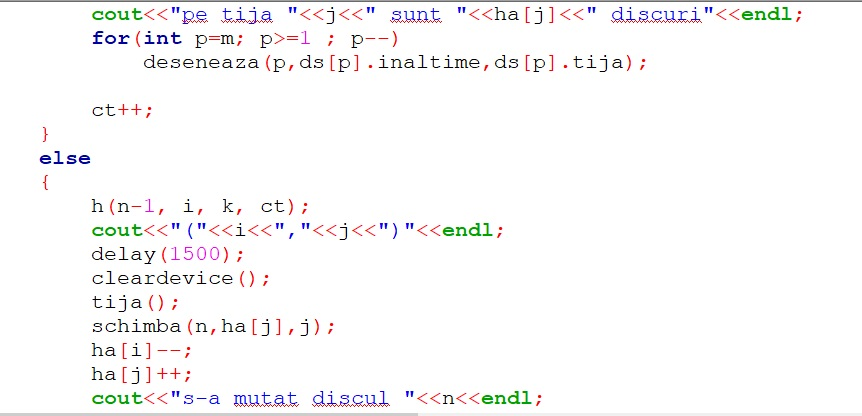 cout<<"pe tija "<<j<<" sunt "<<ha[j]<<" discuri"<<endl;
for(int p=m; p>=1 ; p--)
deseneaza(p,ds[p].inaltime,ds[p].tija);
ct++;
}
else
{
h(n-1, i, k, ct);
cout<<"("<<i<<","<<j<<")"<<endl;
delay(1500);
cleardevice();
tija();
schimba(n,ha[j],j);
ha[i]--;
ha[j]++;
cout<<"s-a mutat discul "<<n<<endl;